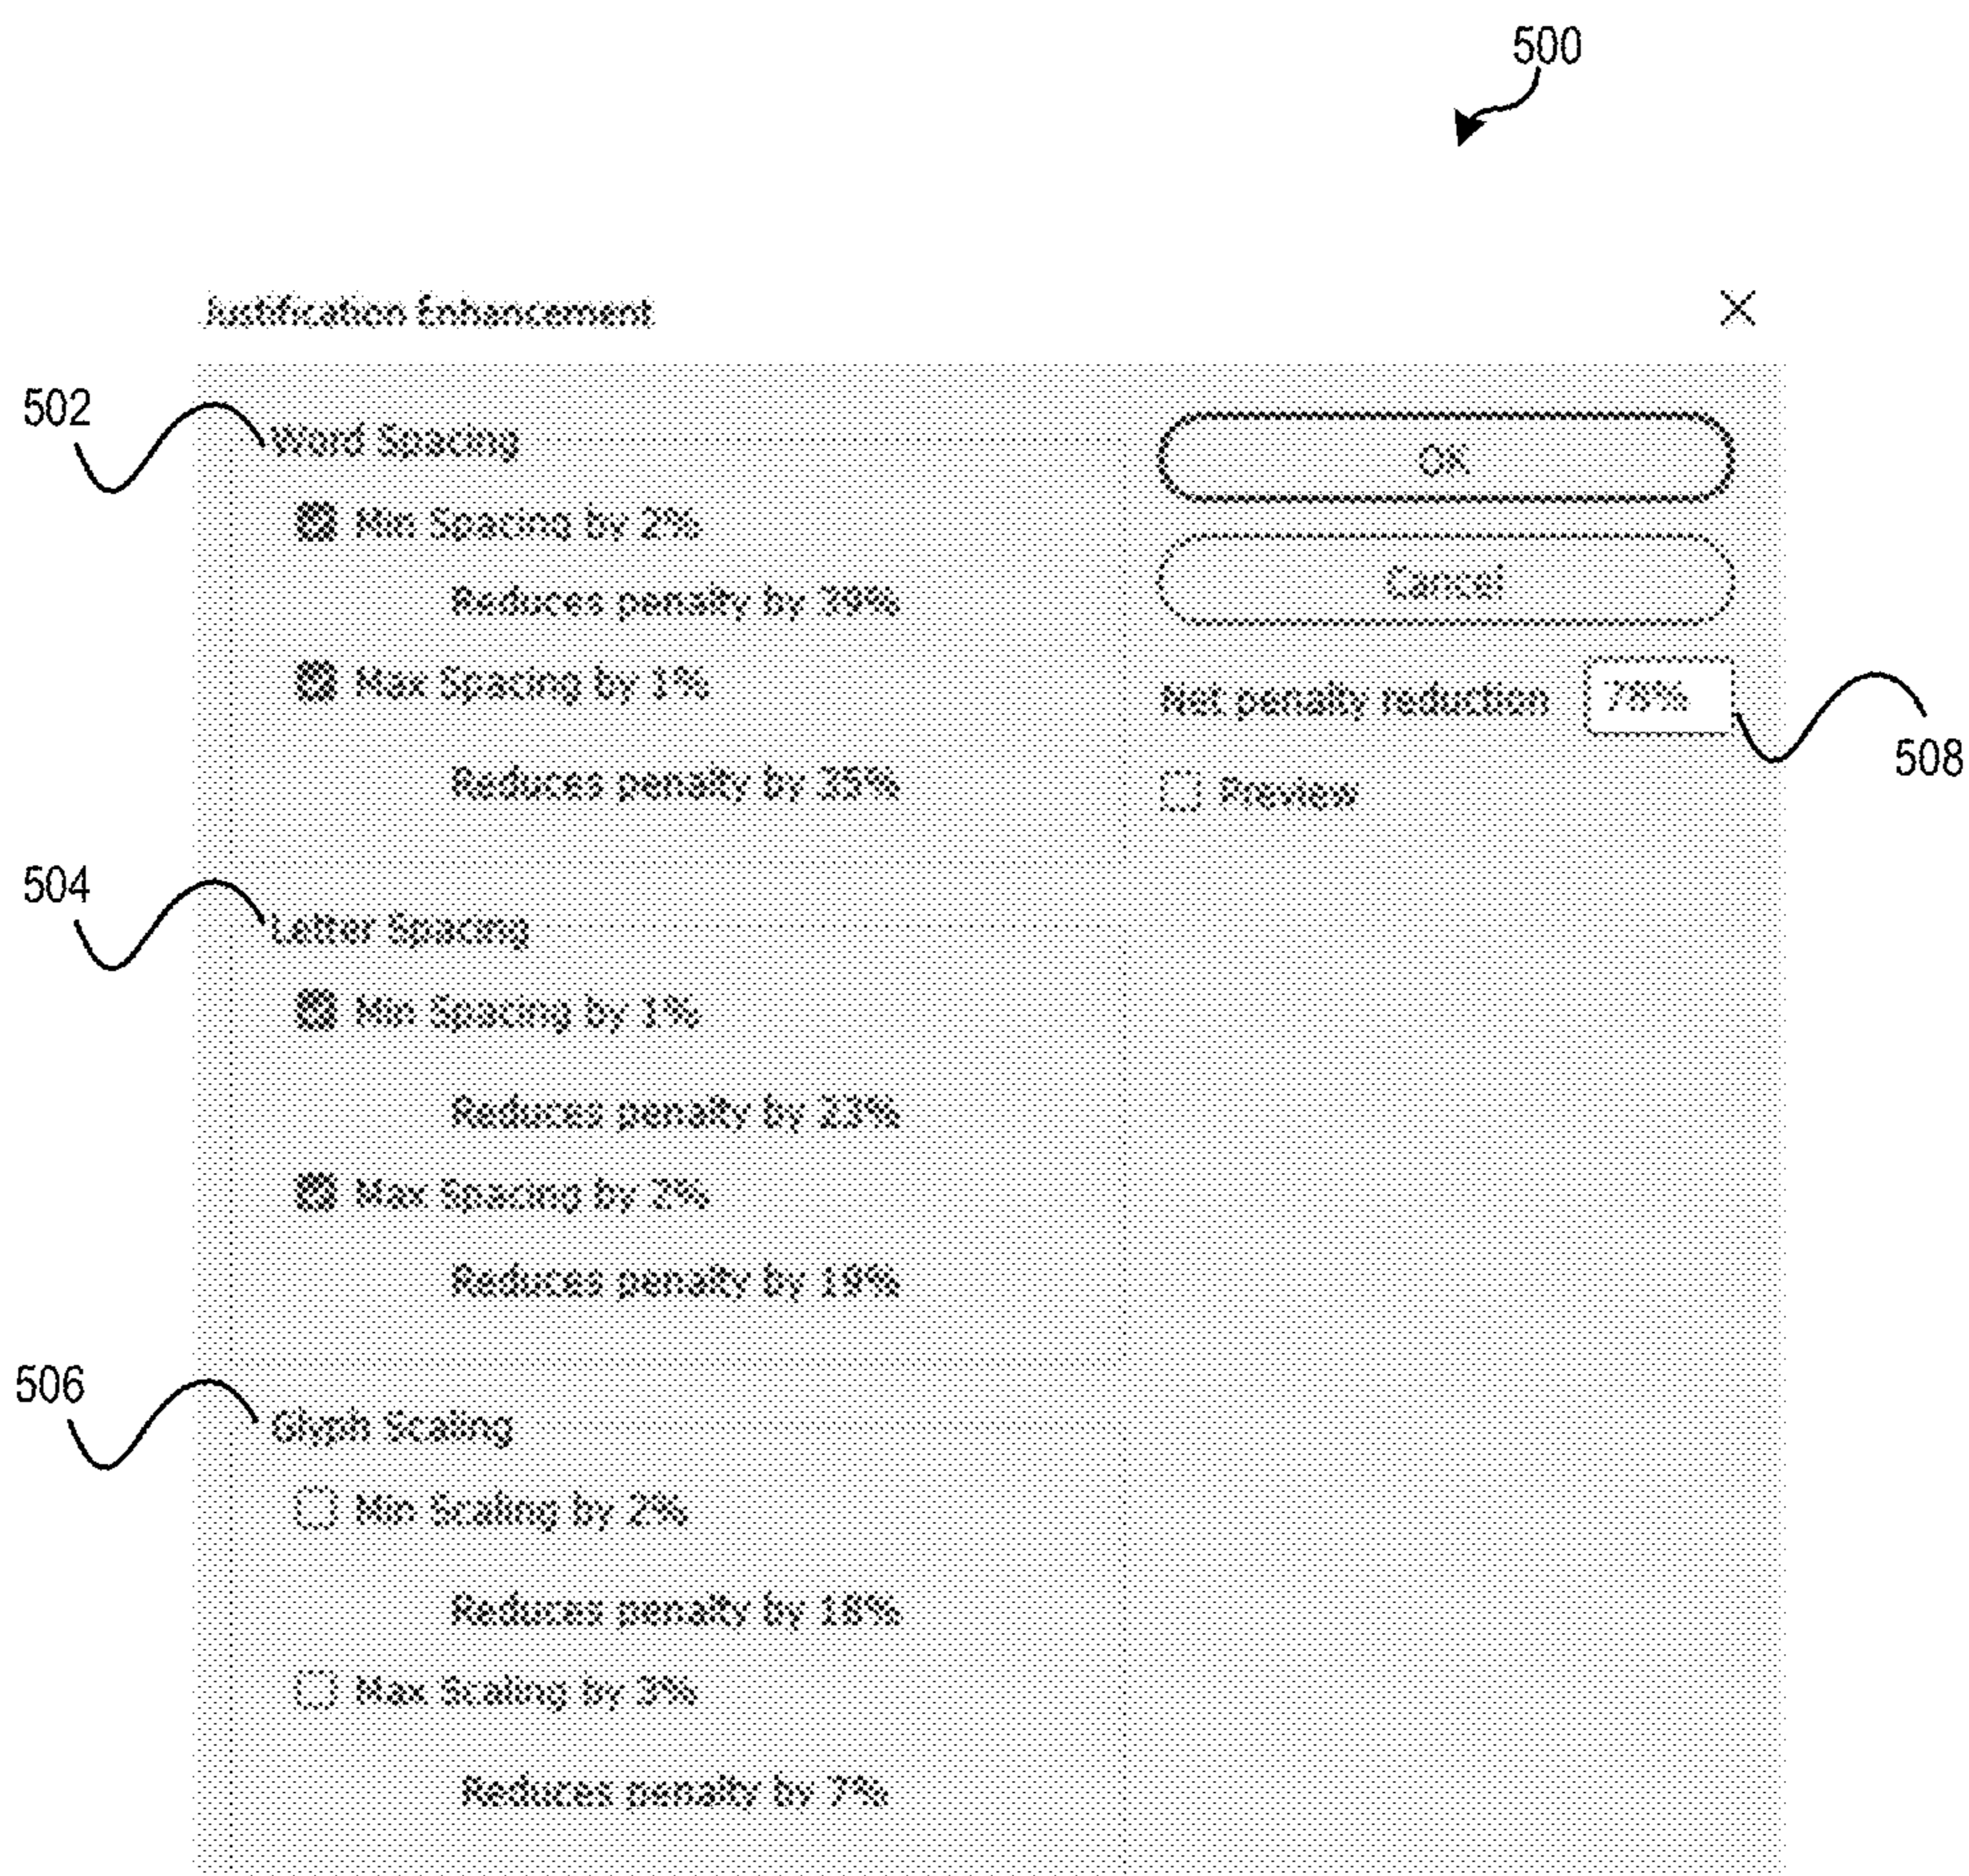 500
Justification Enhancement
502
Word Spacing
Min Spacing by 2%
Reduces penalty by 39%
Max Spacing by 1%
Reduces penalty by 35%
504
Letter Spacing
Min Spacing by 1%
Reduces penalty by 23%
Max Spacing by 2%
Reduces penalty by 19%
506
Glyph Scaling
Min Scaling by 2%
Reduces penalty by 18%
Max Scaling by 3%
Reduces penalty by 7%
OK
Cancel
Net penalty reduction 78%
508
Preview